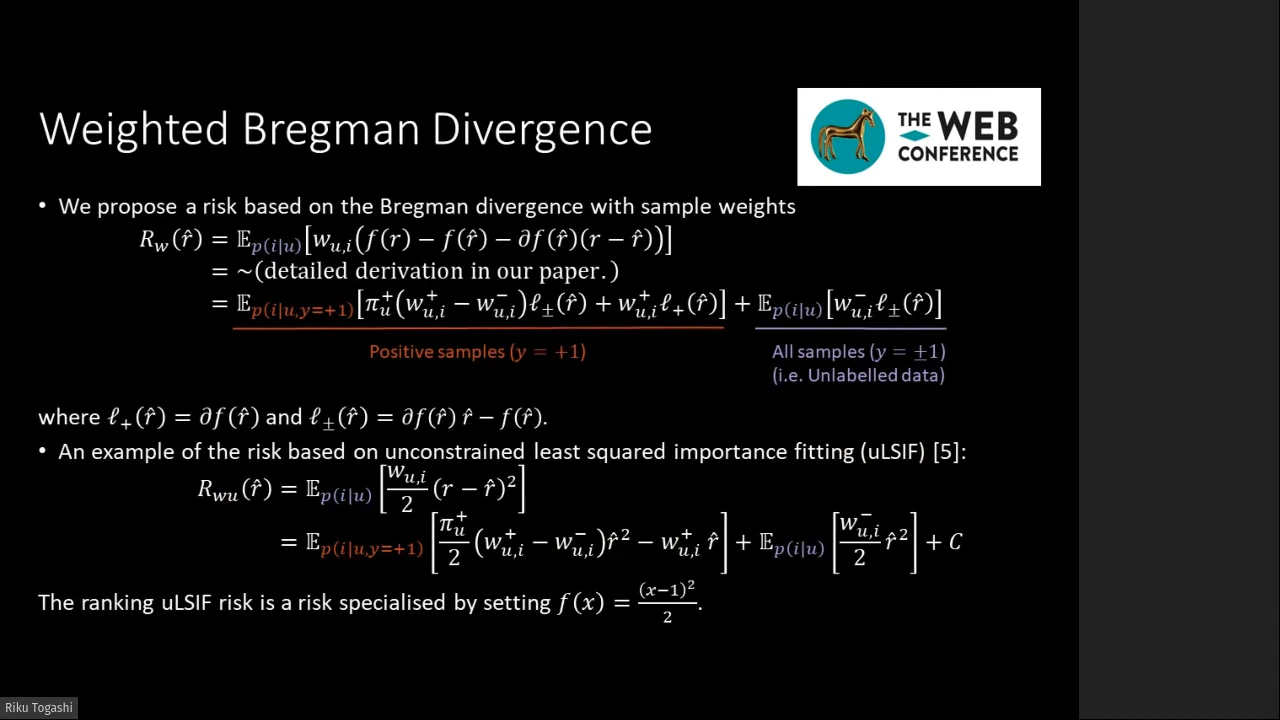 Weighted Bregman Divergence
THE WEB
CONFERENCE
• We propose a risk based on the Bregman divergence with sample weights
R_w(r̂) = 𝔼_{p(i|u)}[w_{u,i}(f(r) − f(r̂) − ∂f(r̂)(r − r̂))]
= ~(detailed derivation in our paper.)
= 𝔼_{p(i|u,y=+1)}[π_u^+(w_{u,i}^+ − w_{u,i}^-)ℓ_±(r̂) + w_{u,i}^+ℓ_+(r̂)] + 𝔼_{p(i|u)}[w_{u,i}^-ℓ_±(r̂)]
Positive samples (y = +1)
All samples (y = ±1)
(i.e. Unlabelled data)
where ℓ_+(r̂) = ∂f(r̂) and ℓ_±(r̂) = ∂f(r̂) r̂ − f(r̂).
• An example of the risk based on unconstrained least squared importance fitting (uLSIF) [5]:
R_{wu}(r̂) = 𝔼_{p(i|u)}[w_{u,i}/2 (r − r̂)²]
= 𝔼_{p(i|u,y=+1)}[π_u^+/2 (w_{u,i}^+ − w_{u,i}^-)r̂² − w_{u,i}^+ r̂] + 𝔼_{p(i|u)}[w_{u,i}^-/2 r̂²] + C
The ranking uLSIF risk is a risk specialised by setting f(x) = (x−1)²/2.
Riku Togashi